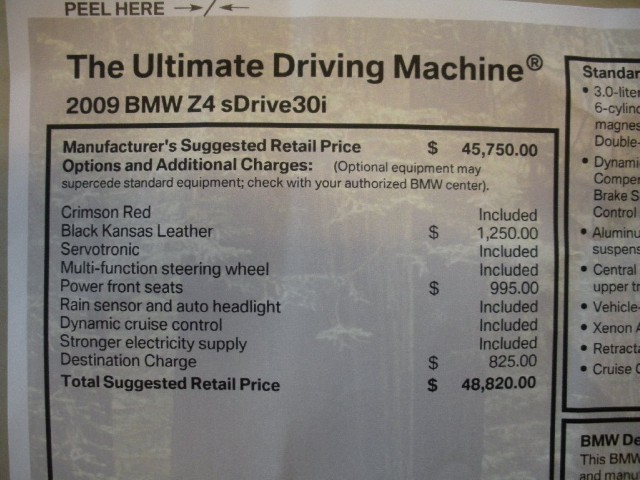 PEEL HERE
The Ultimate Driving Machine®
2009 BMW Z4 sDrive30i
Manufacturer's Suggested Retail Price $ 45,750.00
Options and Additional Charges: (Optional equipment may
supercede standard equipment; check with your authorized BMW center).
Crimson Red Included
Black Kansas Leather $ 1,250.00
Servotronic Included
Multi-function steering wheel Included
Power front seats $ 995.00
Rain sensor and auto headlight Included
Dynamic cruise control Included
Stronger electricity supply Included
Destination Charge $ 825.00
Total Suggested Retail Price $ 48,820.00
Standar
• 3.0-liter
6-cylind
magnes
Double-
• Dynami
Compen
Brake S
Control
• Aluminu
suspens
• Central
upper tr
• Vehicle-
• Xenon A
• Retracta
• Cruise C
BMW De
This BMW
and manu